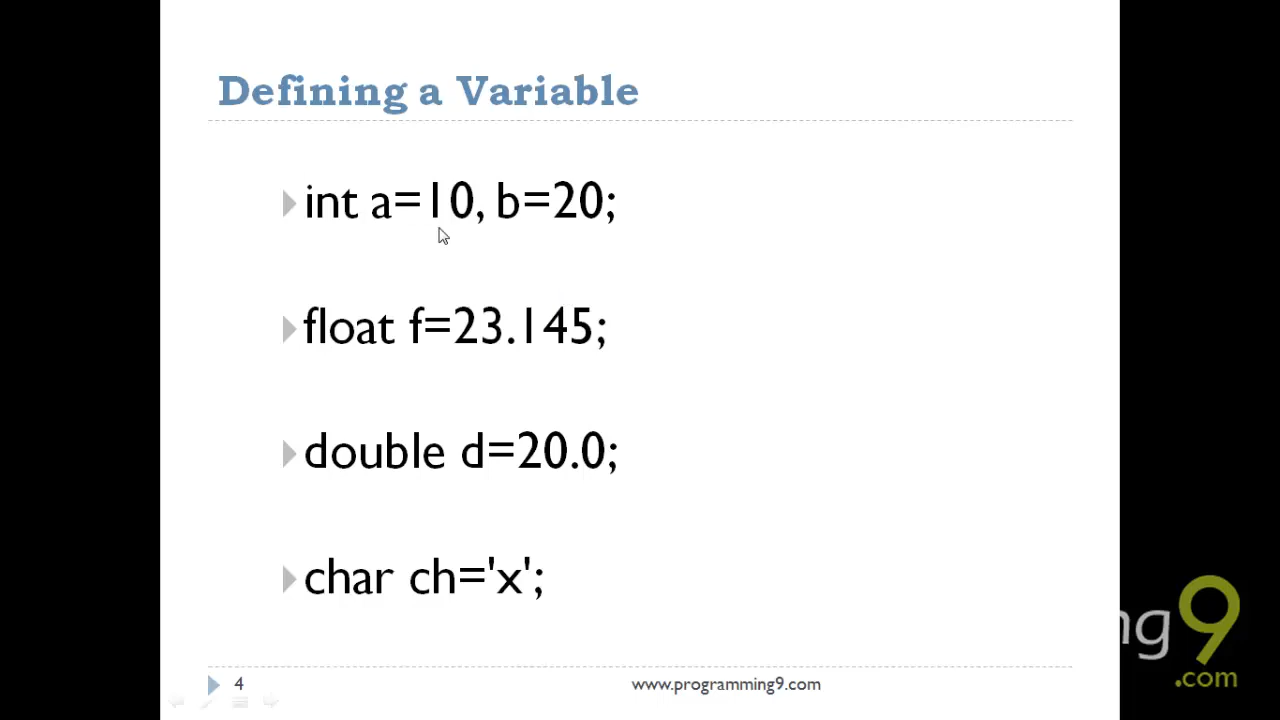 Defining a Variable
int a=10, b=20;
float f=23.145;
double d=20.0;
char ch='x';
4
www.programming9.com
ng9
.com